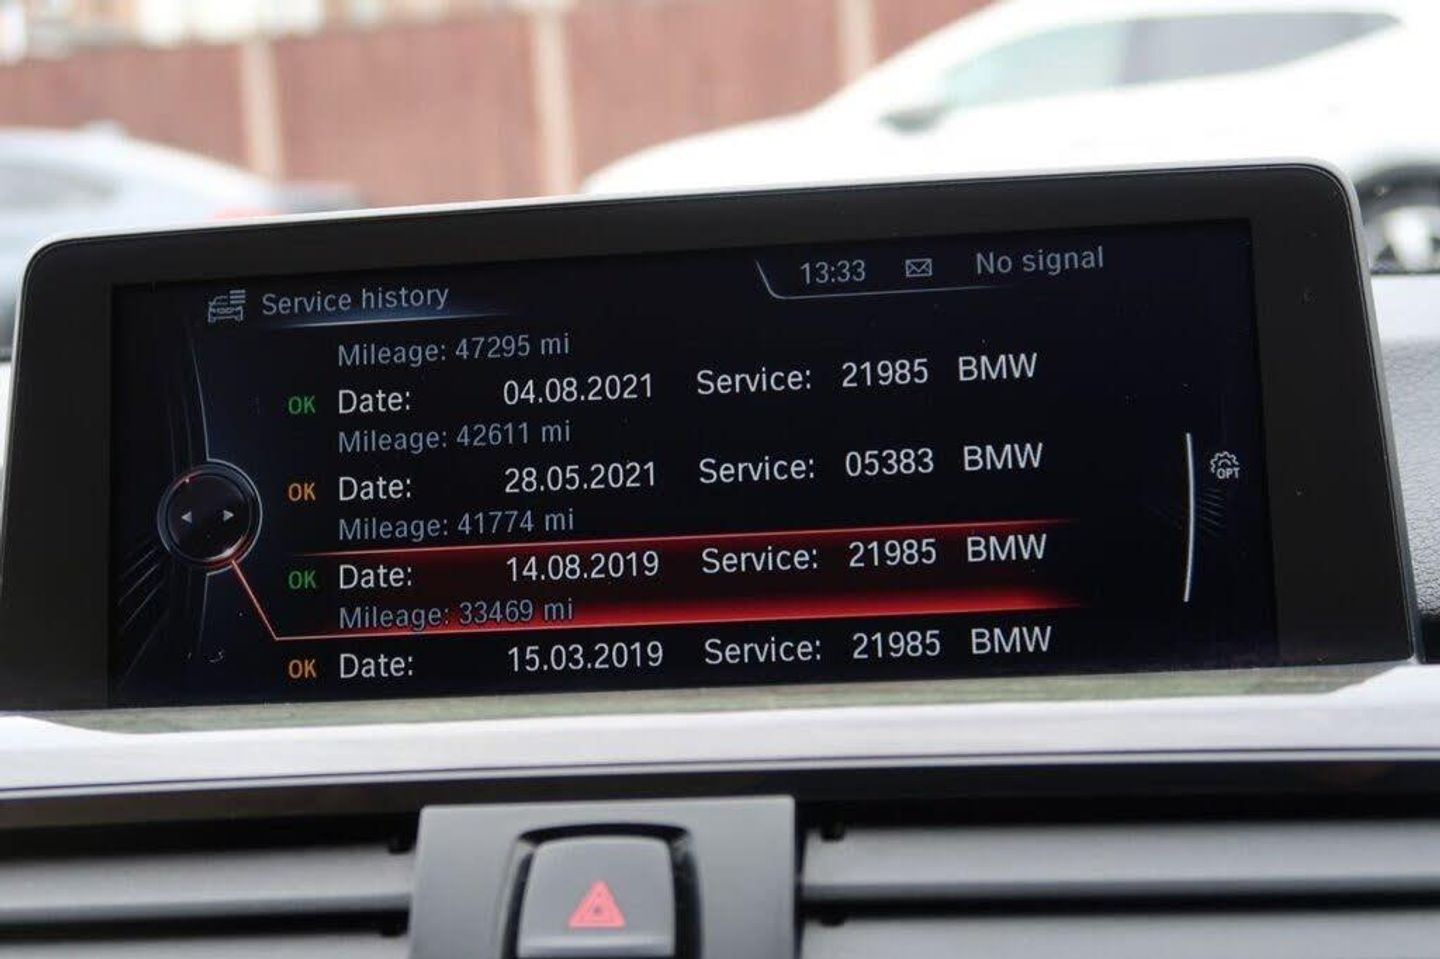 Service history 13:33 No signal
Mileage: 47295 mi
OK Date: 04.08.2021 Service: 21985 BMW
Mileage: 42611 mi
OK Date: 28.05.2021 Service: 05383 BMW
Mileage: 41774 mi
OK Date: 14.08.2019 Service: 21985 BMW
Mileage: 33469 mi
OK Date: 15.03.2019 Service: 21985 BMW
OPT